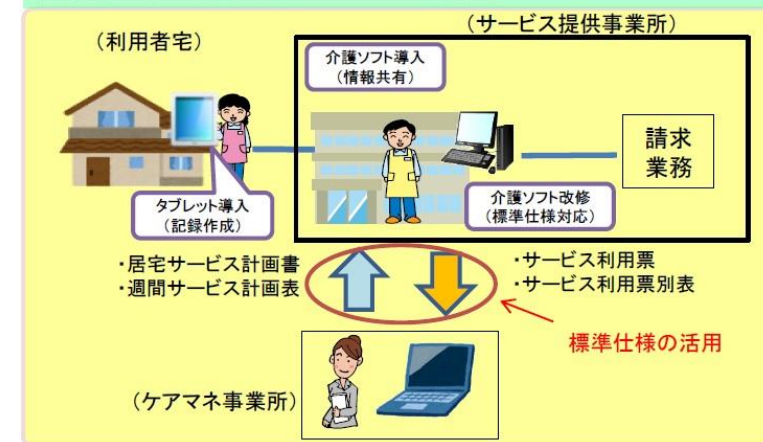 （利用者宅）
（サービス提供事業所）
介護ソフト導入
（情報共有）
請求
業務
タブレット導入
（記録作成）
介護ソフト改修
（標準仕様対応）
・居宅サービス計画書
・週間サービス計画表
・サービス利用票
・サービス利用票別表
標準仕様の活用
（ケアマネ事業所）